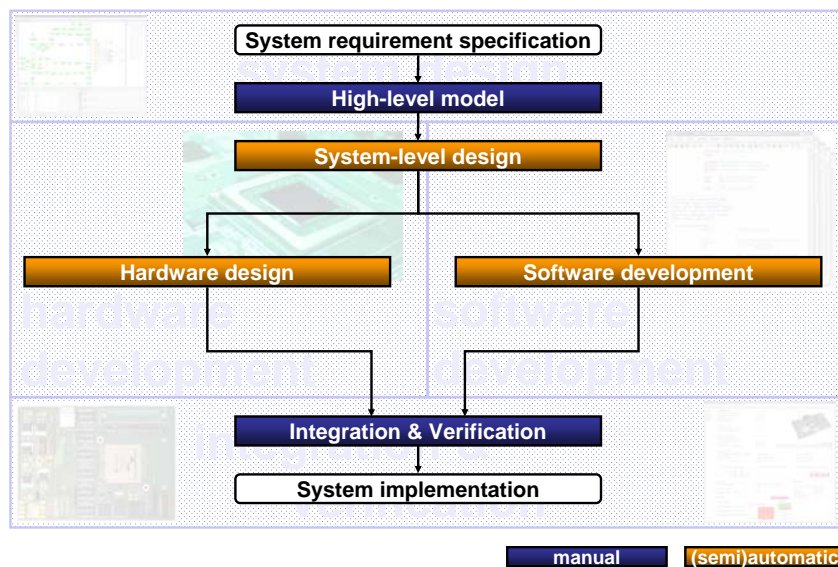 System requirement specification
system design
High-level model
System-level design
Hardware design
Software development
hardware
development
software
development
Integration & Verification
integration &
System implementation
verification
manual
(semi)automatic